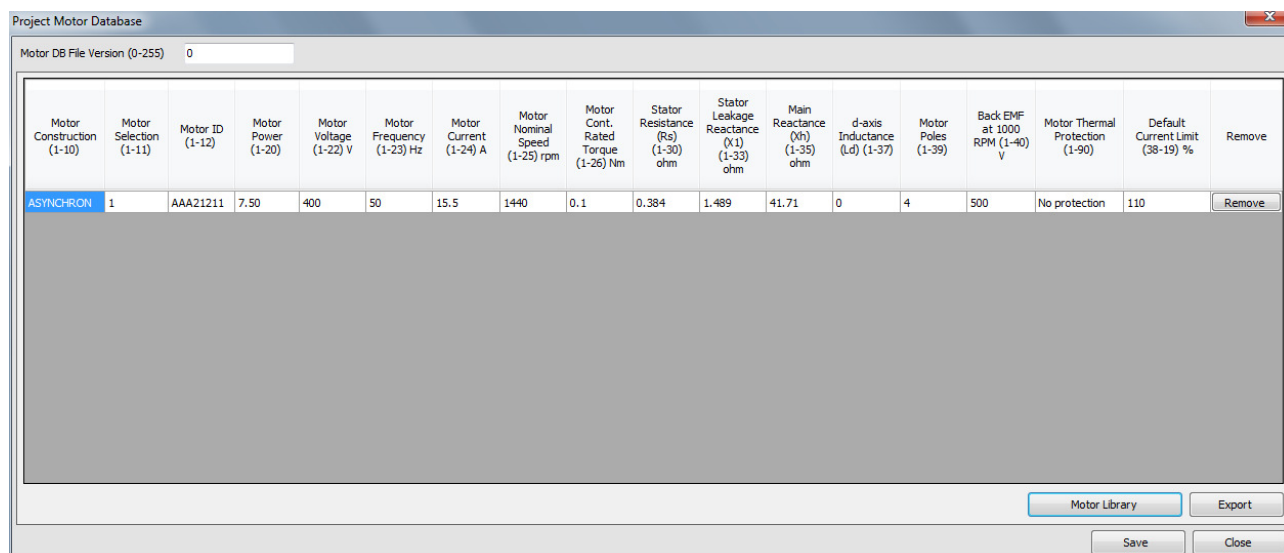 Project Motor Database
x
Motor DB File Version (0-255) 0
Motor Construction (1-10) Motor Selection (1-11) Motor ID (1-12) Motor Power (1-20) Motor Voltage (1-22) V Motor Frequency (1-23) Hz Motor Current (1-24) A Motor Nominal Speed (1-25) rpm Motor Cont. Rated Torque (1-26) Nm Stator Resistance (Rs) (1-30) ohm Stator Leakage Reactance (X1) (1-33) ohm Main Reactance (Xh) (1-35) ohm d-axis Inductance (Ld) (1-37) Motor Poles (1-39) Back EMF at 1000 RPM (1-40) V Motor Thermal Protection (1-90) Default Current Limit (38-19) % Remove
ASYNCHRON 1 AAA21211 7.50 400 50 15.5 1440 0.1 0.384 1.489 41.71 0 4 500 No protection 110 Remove
Motor Library Export
Save Close